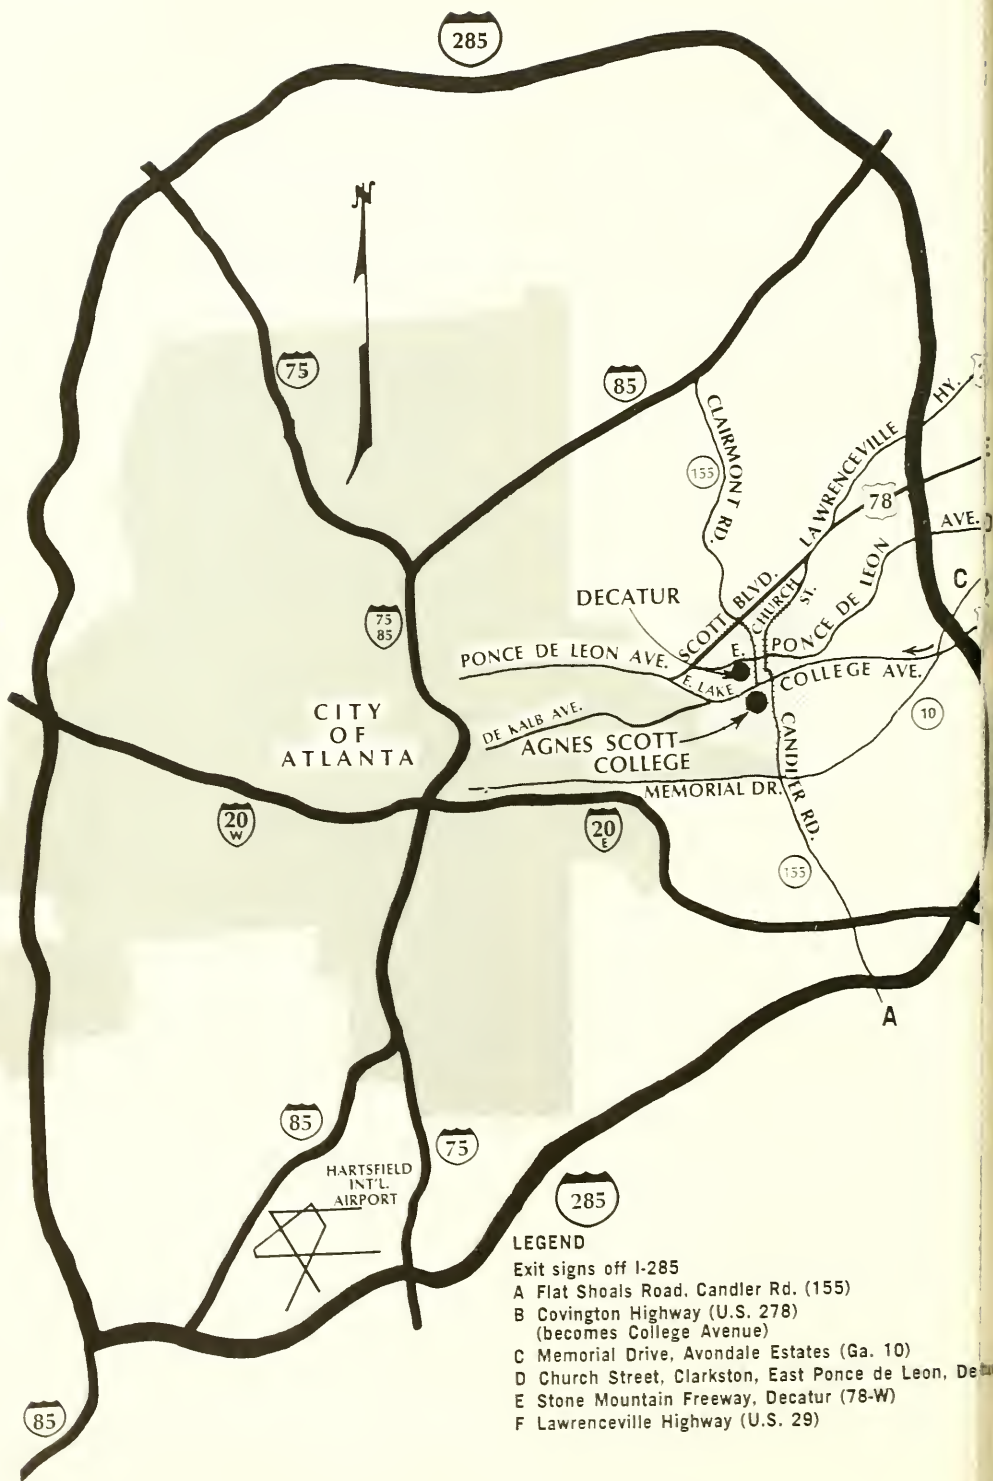 285
N
75
85
CLAIRMONT RD.
155
LAWRENCEVILLE HY.
78
AVE.
C
DECATUR
SCOTT BLVD.
CHURCH ST.
E. PONCE DE LEON
75
85
PONCE DE LEON AVE.
E. LAKE
COLLEGE AVE.
DE KALB AVE.
10
CITY
OF
ATLANTA
AGNES SCOTT
COLLEGE
CANDLER RD.
MEMORIAL DR.
20
W
20
E
155
A
85
75
HARTSFIELD
INT'L.
AIRPORT
285
85
LEGEND
Exit signs off I-285
A Flat Shoals Road, Candler Rd. (155)
B Covington Highway (U.S. 278)
(becomes College Avenue)
C Memorial Drive, Avondale Estates (Ga. 10)
D Church Street, Clarkston, East Ponce de Leon,
E Stone Mountain Freeway, Decatur (78-W)
F Lawrenceville Highway (U.S. 29)